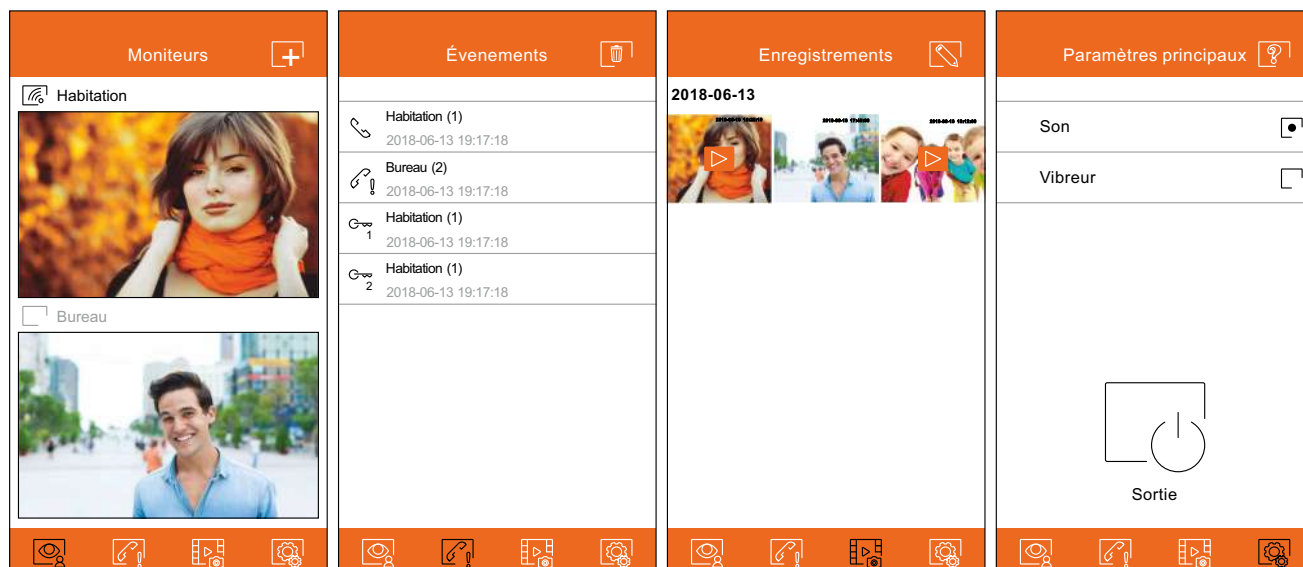 Moniteurs
Habitation
Bureau
Évenements
Habitation (1)
2018-06-13 19:17:18
Bureau (2)
2018-06-13 19:17:18
1
Habitation (1)
2018-06-13 19:17:18
2
Habitation (1)
2018-06-13 19:17:18
Enregistrements
2018-06-13
Paramètres principaux
Son
Vibreur
Sortie